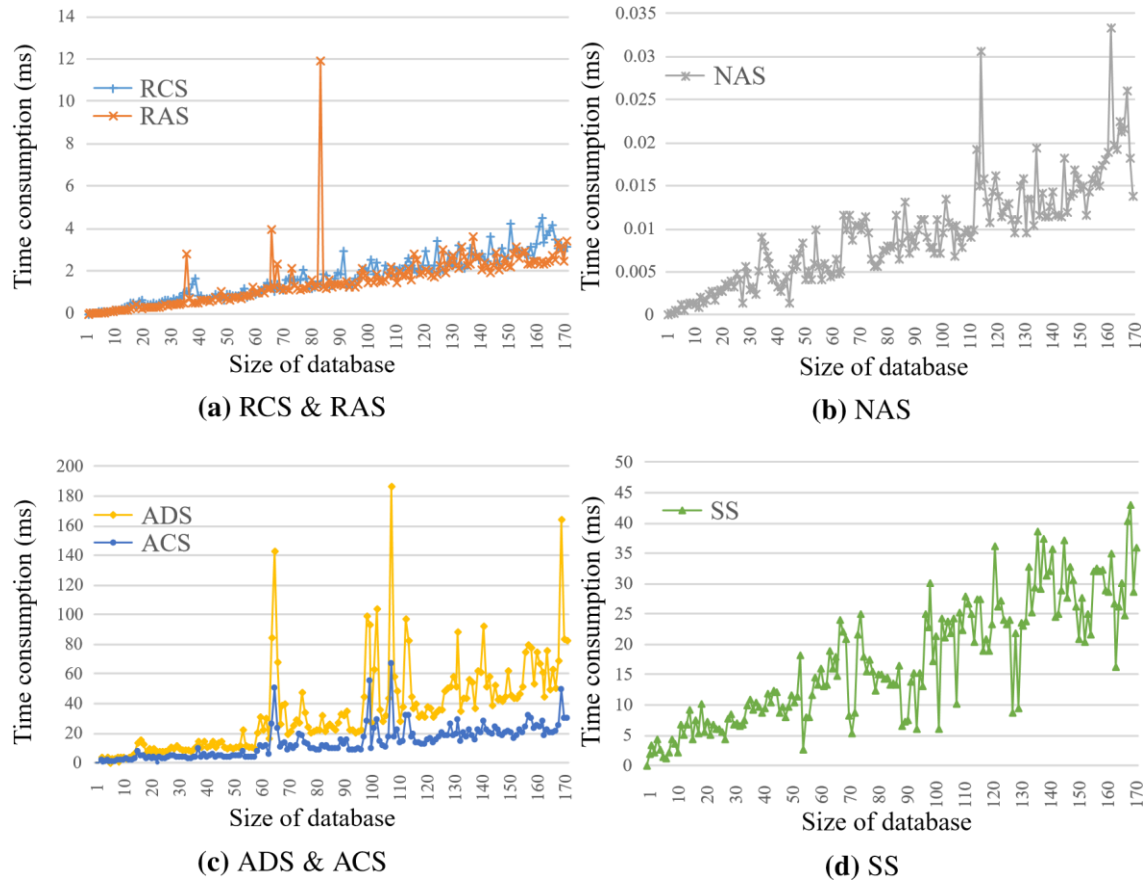 14
12
10
8
6
4
2
0
Time consumption (ms)
RCS
RAS
1 10 20 30 40 50 60 70 80 90 100 110 120 130 140 150 160 170
Size of database
(a) RCS & RAS
0.035
0.03
0.025
0.02
0.015
0.01
0.005
0
Time consumption (ms)
NAS
1 10 20 30 40 50 60 70 80 90 100 110 120 130 140 150 160 170
Size of database
(b) NAS
200
180
160
140
120
100
80
60
40
20
0
Time consumption (ms)
ADS
ACS
1 10 20 30 40 50 60 70 80 90 100 110 120 130 140 150 160 170
Size of database
(c) ADS & ACS
50
45
40
35
30
25
20
15
10
5
0
Time consumption (ms)
SS
1 10 20 30 40 50 60 70 80 90 100 110 120 130 140 150 160 170
Size of database
(d) SS